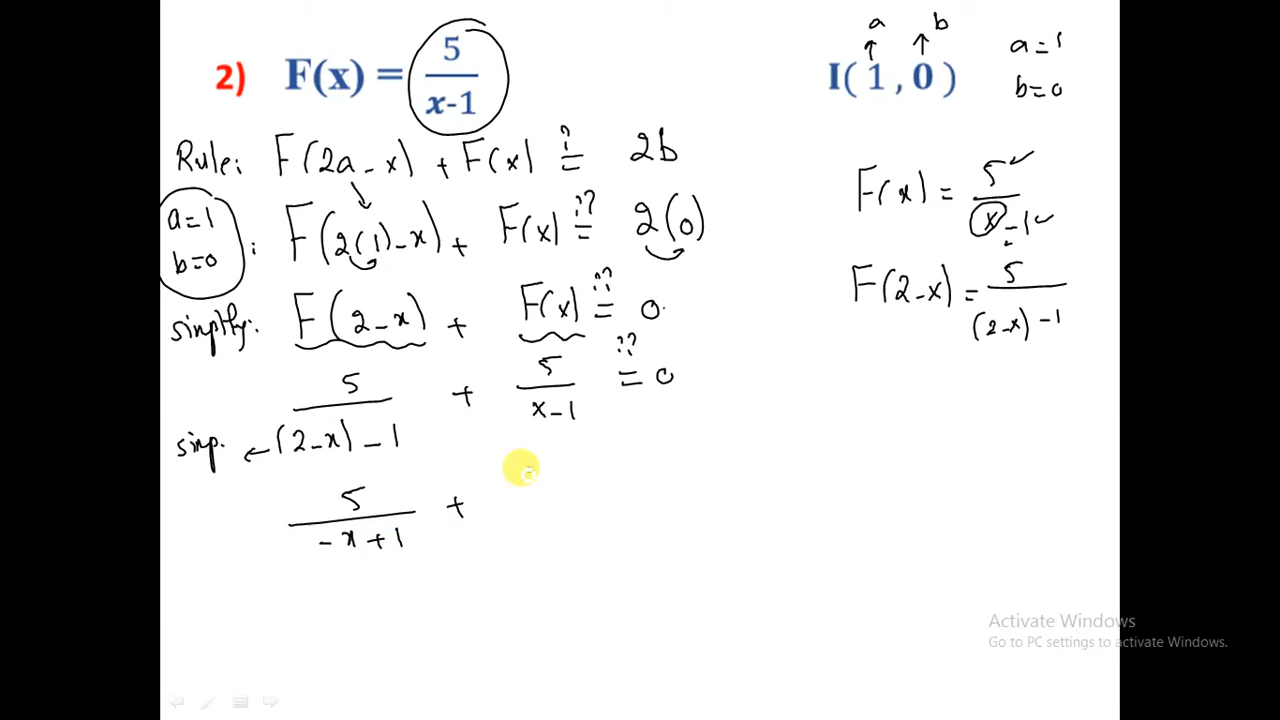 a b
2) F(x) = 5/(x-1) I( 1 , 0 ) a = 1
b = 0
Rule: F(2a - x) + F(x) ?= 2b
a = 1 b = 0 : F(2(1) - x) + F(x) ??= 2(0)
simplify: F(2 - x) + F(x) ??= 0
5/((2 - x) - 1) + 5/(x - 1) ??= 0
simp. ←
5/(-x + 1) +
F(x) = 5/(x - 1)
F(2 - x) = 5/((2 - x) - 1)
Activate Windows
Go to PC settings to activate Windows.